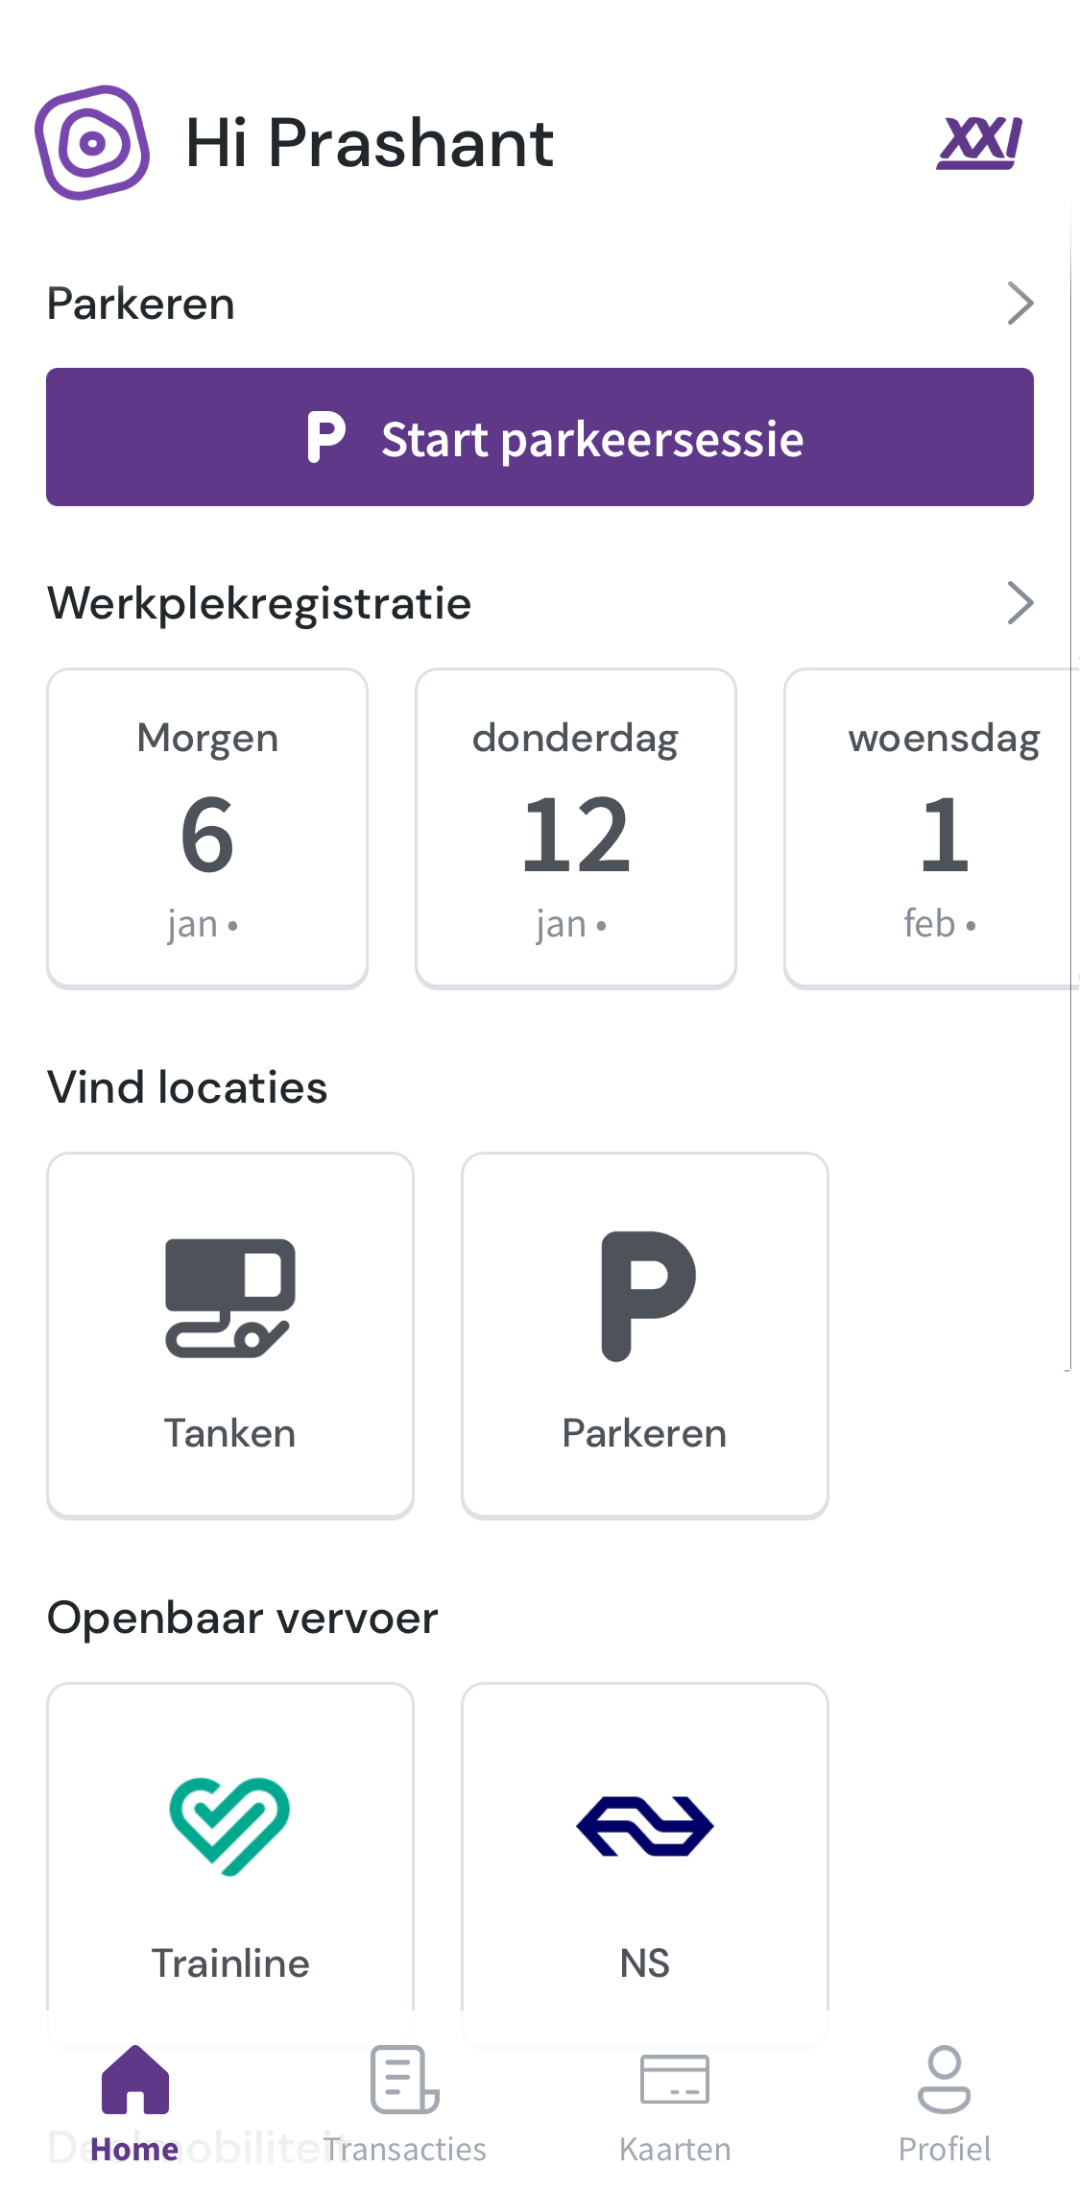 Hi Prashant
XXI
Parkeren
P Start parkeersessie
Werkplekregistratie
Morgen
6
jan •
donderdag
12
jan •
woensdag
1
feb •
Vind locaties
Tanken
P
Parkeren
Openbaar vervoer
Trainline
NS
Deelmobiliteit
Home
Transacties
Kaarten
Profiel